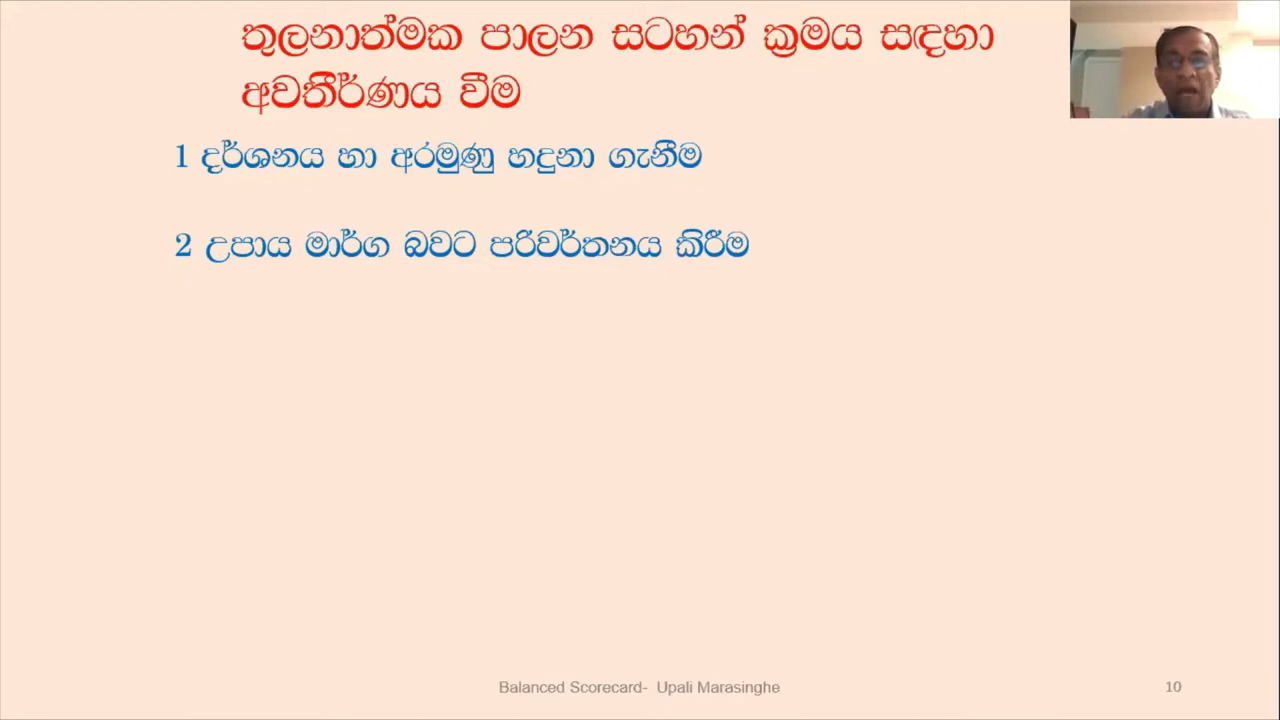 තුලනාත්මක පාලන සටහන් ක්‍රමය සඳහා
අවතීර්ණය වීම
1 දර්ශනය හා අරමුණු හඳුනා ගැනීම
2 උපාය මාර්ග බවට පරිවර්තනය කිරීම
Balanced Scorecard- Upali Marasinghe
10